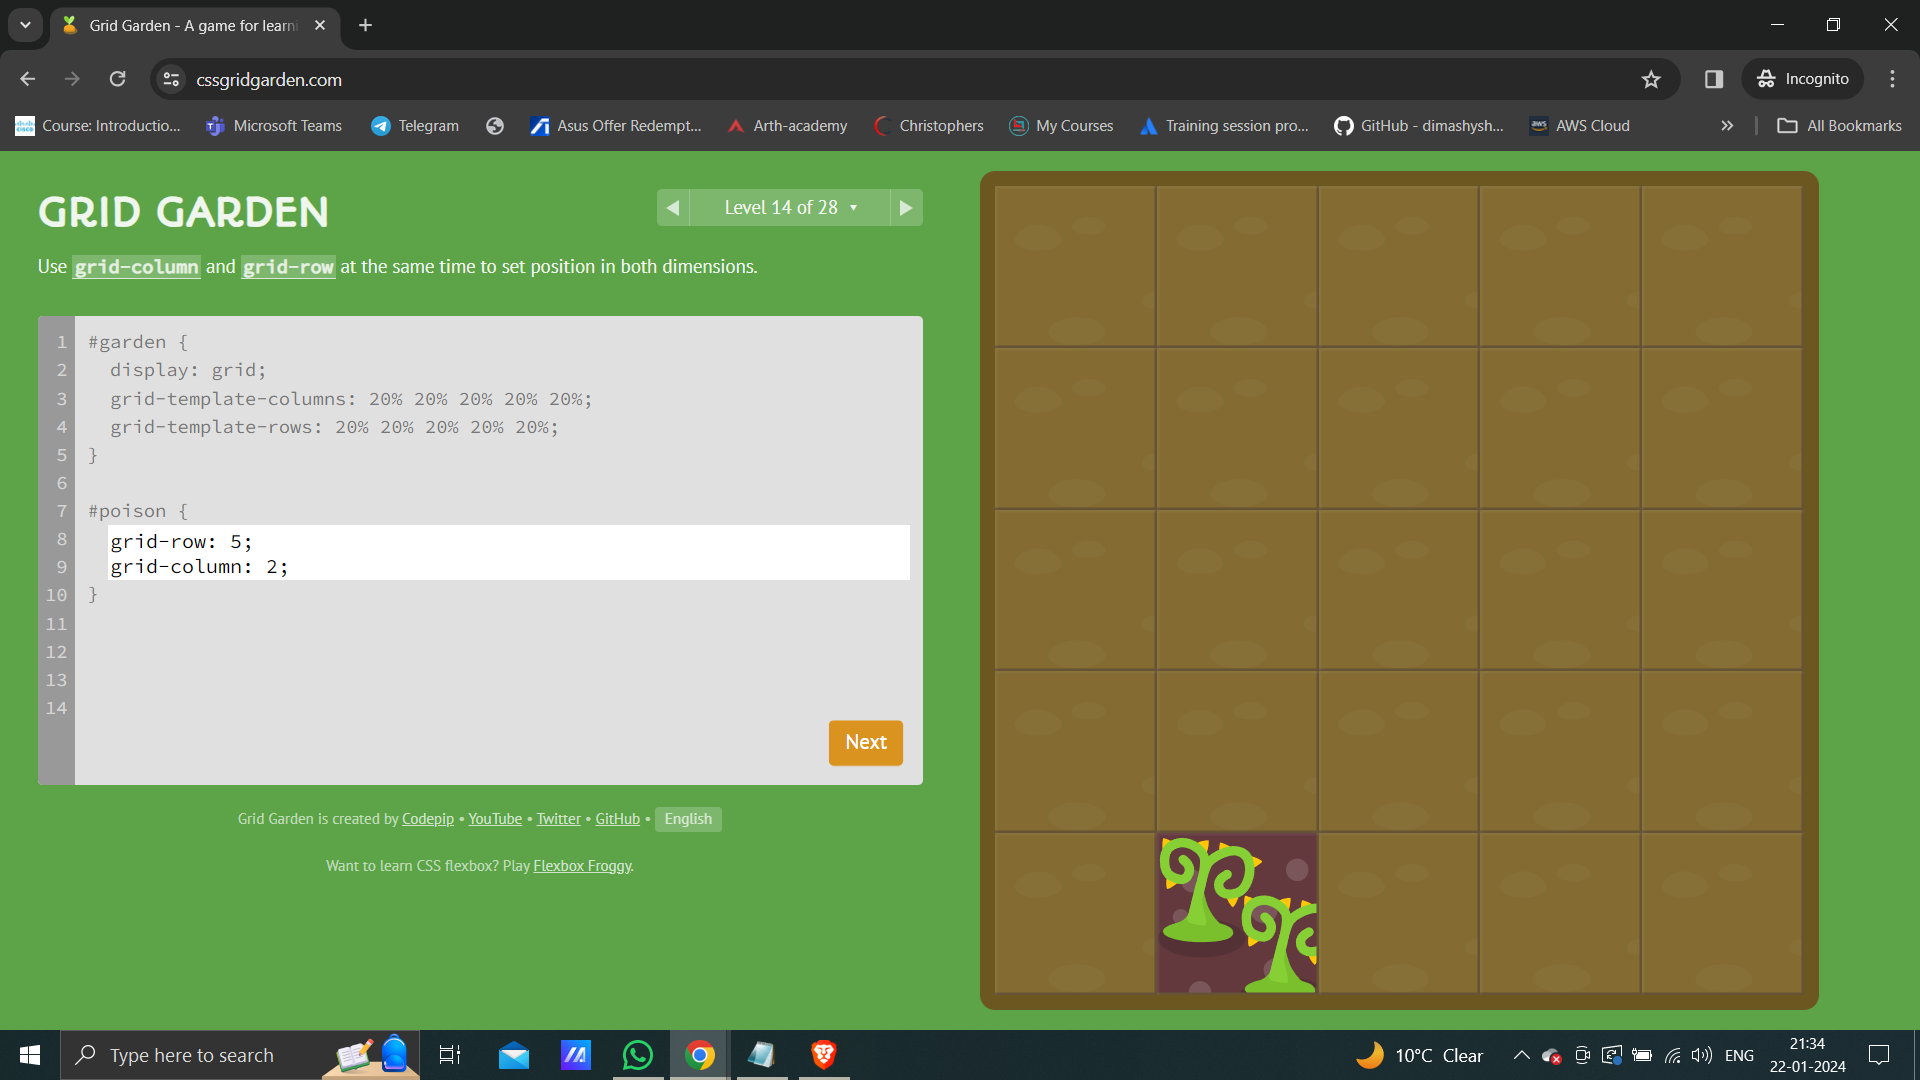 Grid Garden - A game for learni
cssgridgarden.com
Incognito
Course: Introductio...
Microsoft Teams
Telegram
Asus Offer Redempt...
Arth-academy
Christophers
My Courses
Training session pro...
GitHub - dimashysh...
AWS Cloud
All Bookmarks
GRID GARDEN
Level 14 of 28
Use grid-column and grid-row at the same time to set position in both dimensions.
1 #garden {
2 display: grid;
3 grid-template-columns: 20% 20% 20% 20% 20%;
4 grid-template-rows: 20% 20% 20% 20% 20%;
5 }
6
7 #poison {
8 grid-row: 5;
9 grid-column: 2;
10 }
11
12
13
14
Next
Grid Garden is created by Codepip • YouTube • Twitter • GitHub • English
Want to learn CSS flexbox? Play Flexbox Froggy.
Type here to search
10°C Clear
ENG
21:34
22-01-2024